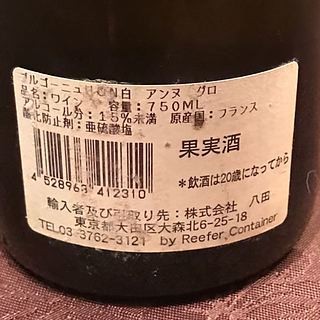 ブルゴーニュHCN白 アンヌ グロ
品名：ワイン 容量：750ML
アルコール分：15%未満 原産国：フランス
酸化防止剤：亜硫酸塩
果実酒
4 528963 412310
＊飲酒は20歳になってから
輸入者及び引取り先：株式会社 八田
東京都大田区大森北6-25-18
TEL03-3762-3121 by Reefer Container